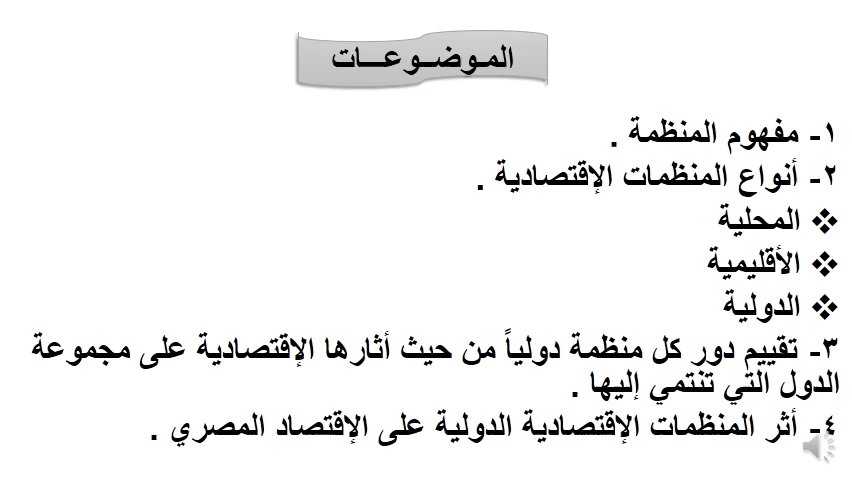 المـوضــوعـــات
١- مفهوم المنظمة .
٢- أنواع المنظمات الإقتصادية .
❖ المحلية
❖ الأقليمية
❖ الدولية
٣- تقييم دور كل منظمة دولياً من حيث أثارها الإقتصادية على مجموعة
الدول التي تنتمي إليها .
٤- أثر المنظمات الإقتصادية الدولية على الإقتصاد المصري .